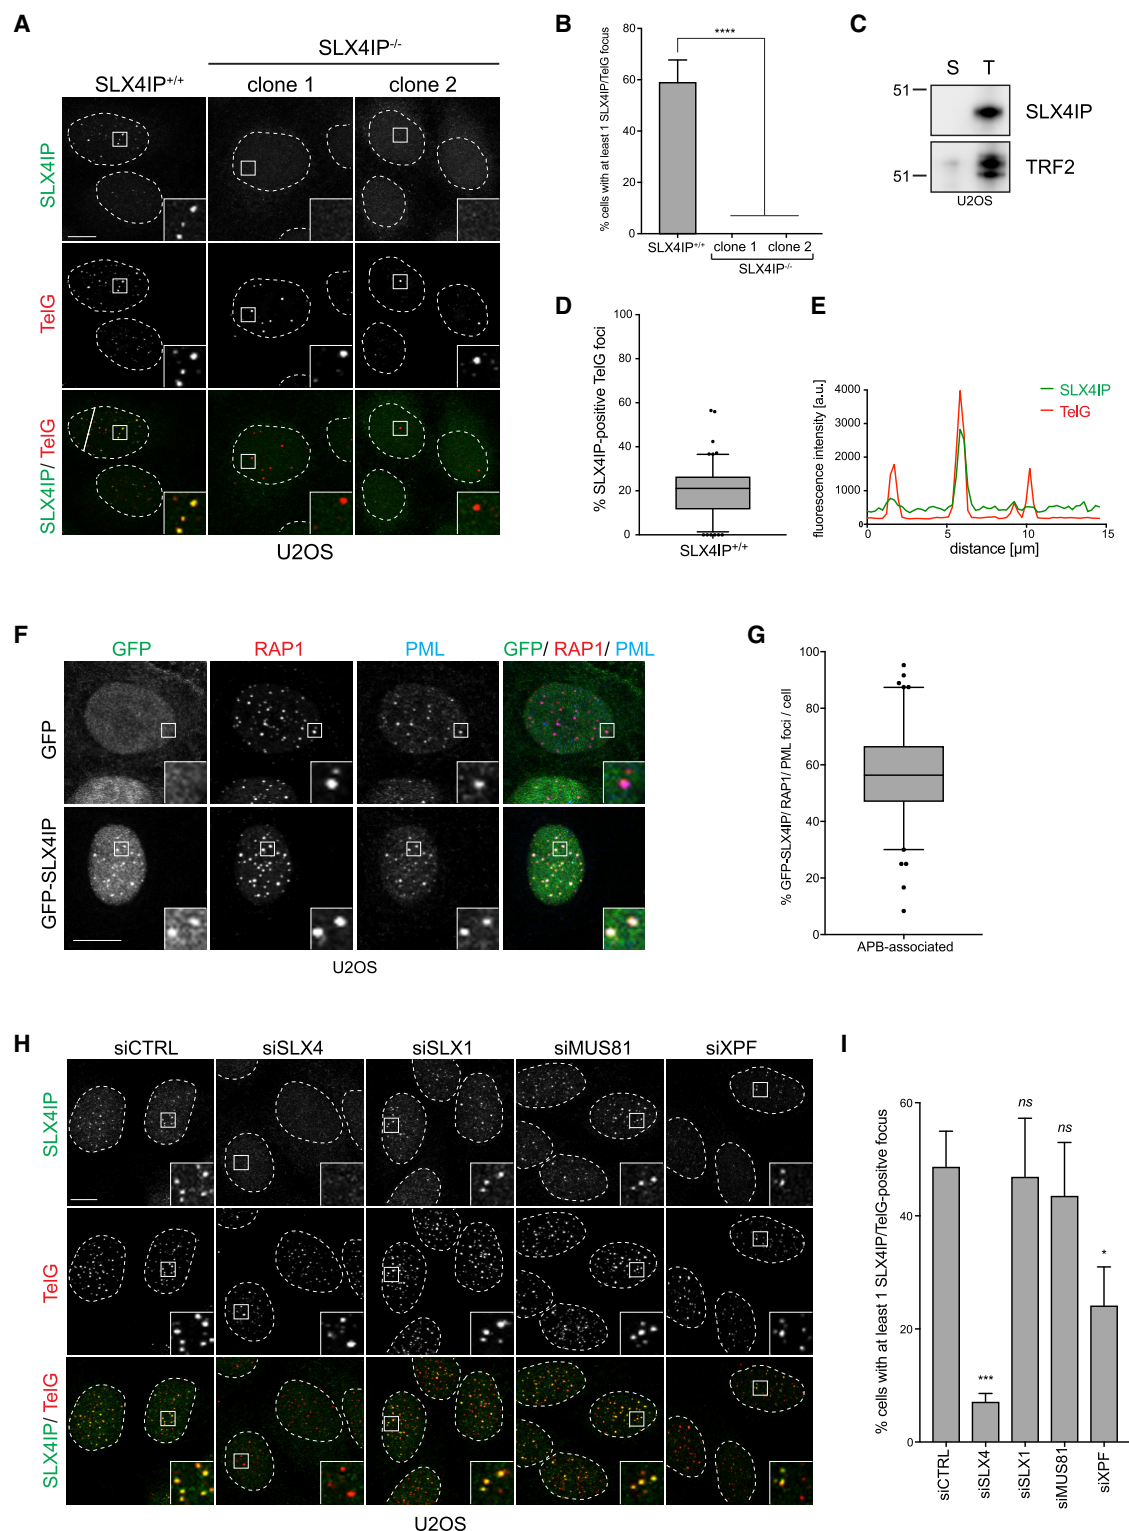 A
SLX4IP-/-
SLX4IP+/+
clone 1
clone 2
SLX4IP
TelG
SLX4IP/ TelG
U2OS
B
% cells with at least 1 SLX4IP/TelG focus
80
60
40
20
0
****
SLX4IP+/+
clone 1
clone 2
SLX4IP-/-
C
S
T
51
SLX4IP
51
TRF2
U2OS
D
% SLX4IP-positive TelG foci
100
80
60
40
20
0
SLX4IP+/+
E
fluorescence intensity [a.u.]
4000
3000
2000
1000
0
SLX4IP
TelG
0
5
10
15
distance [µm]
F
GFP
RAP1
PML
GFP/ RAP1/ PML
GFP
GFP-SLX4IP
U2OS
G
% GFP-SLX4IP/ RAP1/ PML foci / cell
100
80
60
40
20
0
APB-associated
H
siCTRL
siSLX4
siSLX1
siMUS81
siXPF
SLX4IP
TelG
SLX4IP/ TelG
U2OS
I
% cells with at least 1 SLX4IP/TelG-positve focus
60
40
20
0
***
ns
ns
*
siCTRL
siSLX4
siSLX1
siMUS81
siXPF